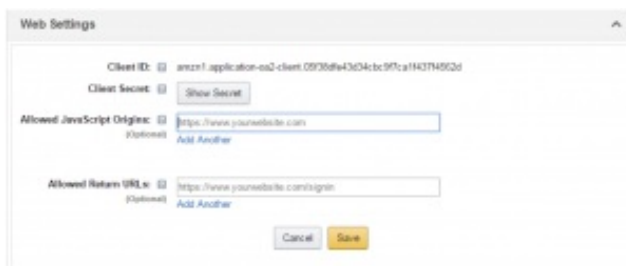 Web Settings
Client ID:
Client Secret: Show Secret
Allowed JavaScript Origins: https://www.yourwebsite.com
(Optional) Add Another
Allowed Return URLs: https://www.yourwebsite.com/signin
(Optional) Add Another
Cancel Save